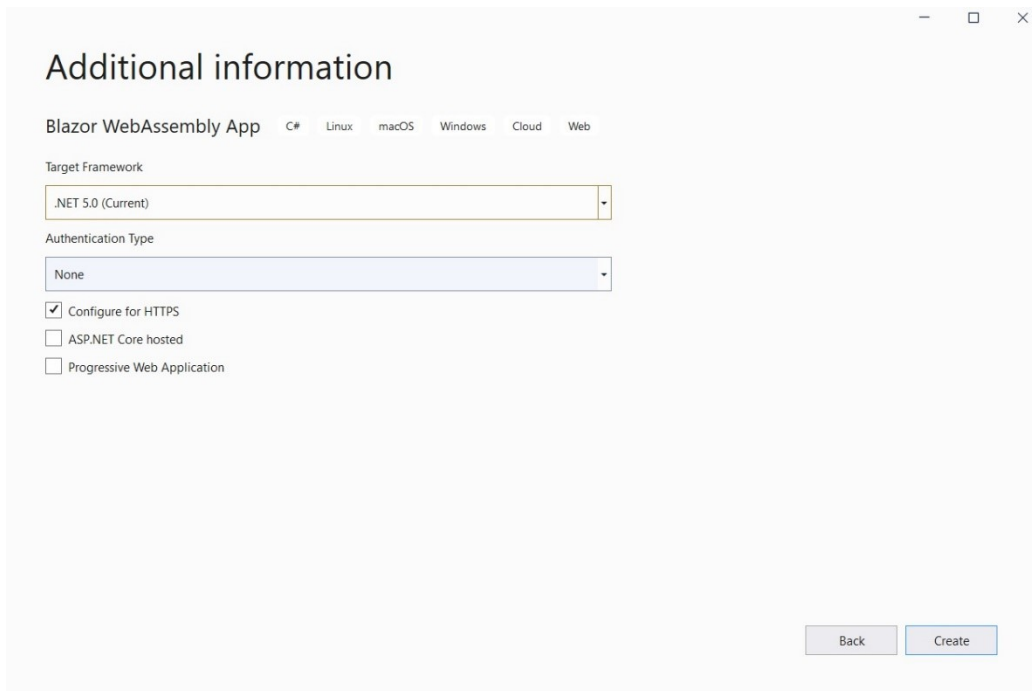 Additional information
Blazor WebAssembly App C# Linux macOS Windows Cloud Web
Target Framework
.NET 5.0 (Current)
Authentication Type
None
Configure for HTTPS
ASP.NET Core hosted
Progressive Web Application
Back Create